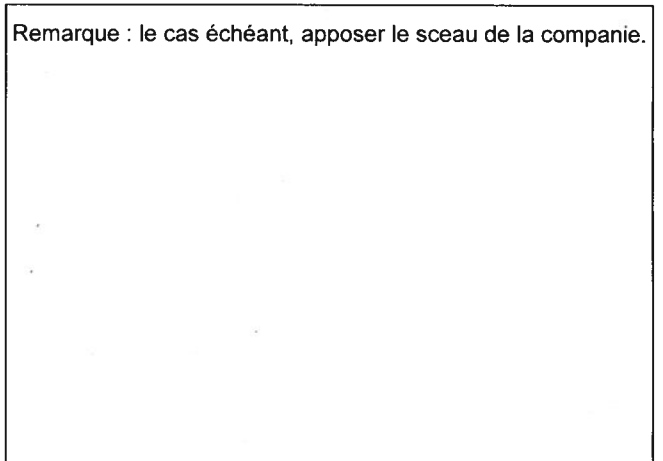 Remarque : le cas échéant, apposer le sceau de la companie.